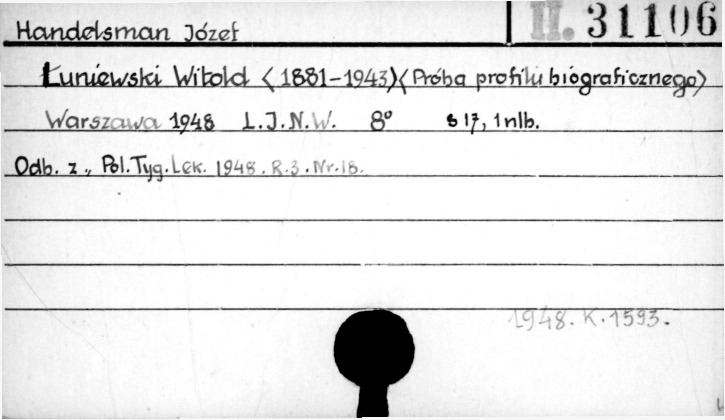 Handelsman Józef II. 31106
Łuniewski Witold < 1881-1943>< Próba profilu biograficznego>
Warszawa 1948 L.I.N.W. 8° s 17, 1 nlb.
Odb. z „ Pol. Tyg. Lek. 1948. R. 3. Nr. 18.
1948. K. 1593.